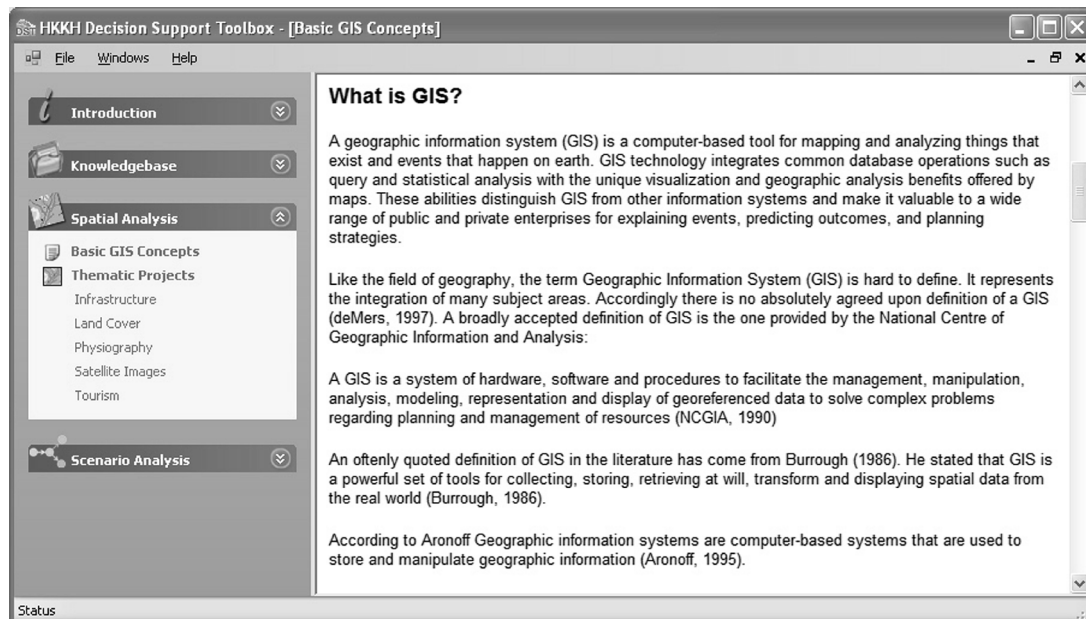 HKKH Decision Support Toolbox - [Basic GIS Concepts]
File Windows Help
Introduction
Knowledgebase
Spatial Analysis
Basic GIS Concepts
Thematic Projects
Infrastructure
Land Cover
Physiography
Satellite Images
Tourism
Scenario Analysis
What is GIS?
A geographic information system (GIS) is a computer-based tool for mapping and analyzing things that
exist and events that happen on earth. GIS technology integrates common database operations such as
query and statistical analysis with the unique visualization and geographic analysis benefits offered by
maps. These abilities distinguish GIS from other information systems and make it valuable to a wide
range of public and private enterprises for explaining events, predicting outcomes, and planning
strategies.
Like the field of geography, the term Geographic Information System (GIS) is hard to define. It represents
the integration of many subject areas. Accordingly there is no absolutely agreed upon definition of a GIS
(deMers, 1997). A broadly accepted definition of GIS is the one provided by the National Centre of
Geographic Information and Analysis:
A GIS is a system of hardware, software and procedures to facilitate the management, manipulation,
analysis, modeling, representation and display of georeferenced data to solve complex problems
regarding planning and management of resources (NCGIA, 1990)
An oftenly quoted definition of GIS in the literature has come from Burrough (1986). He stated that GIS is
a powerful set of tools for collecting, storing, retrieving at will, transform and displaying spatial data from
the real world (Burrough, 1986).
According to Aronoff Geographic information systems are computer-based systems that are used to
store and manipulate geographic information (Aronoff, 1995).
Status